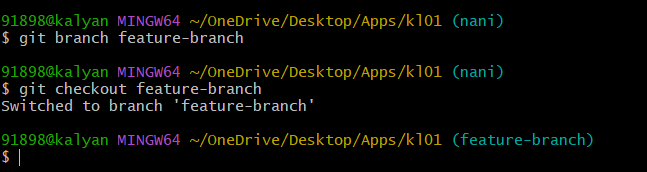 91898@kalyan MINGW64 ~/OneDrive/Desktop/Apps/kl01 (nani)
$ git branch feature-branch
91898@kalyan MINGW64 ~/OneDrive/Desktop/Apps/kl01 (nani)
$ git checkout feature-branch
Switched to branch 'feature-branch'
91898@kalyan MINGW64 ~/OneDrive/Desktop/Apps/kl01 (feature-branch)
$